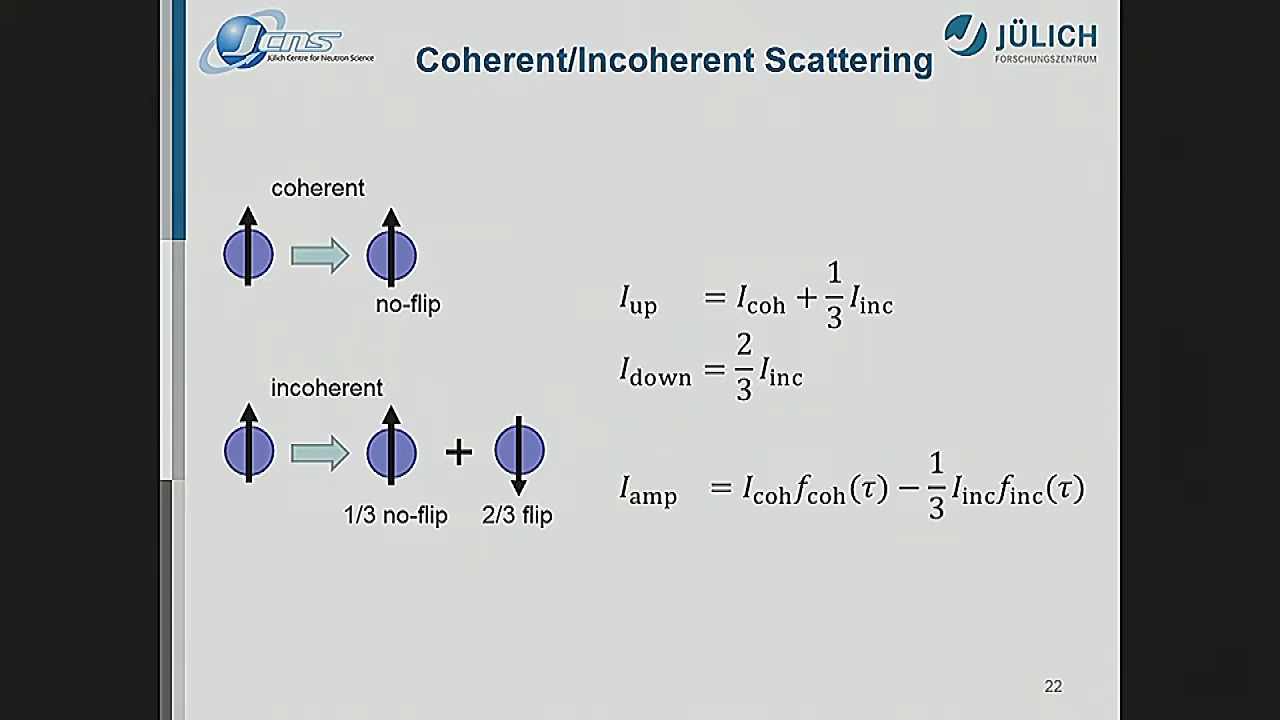 Jcns
Jülich Centre for Neutron Science
Coherent/Incoherent Scattering
JÜLICH
FORSCHUNGSZENTRUM
coherent
no-flip
incoherent
+
1/3 no-flip 2/3 flip
I_up = I_coh + 1/3 I_inc
I_down = 2/3 I_inc
I_amp = I_coh f_coh(τ) − 1/3 I_inc f_inc(τ)
22